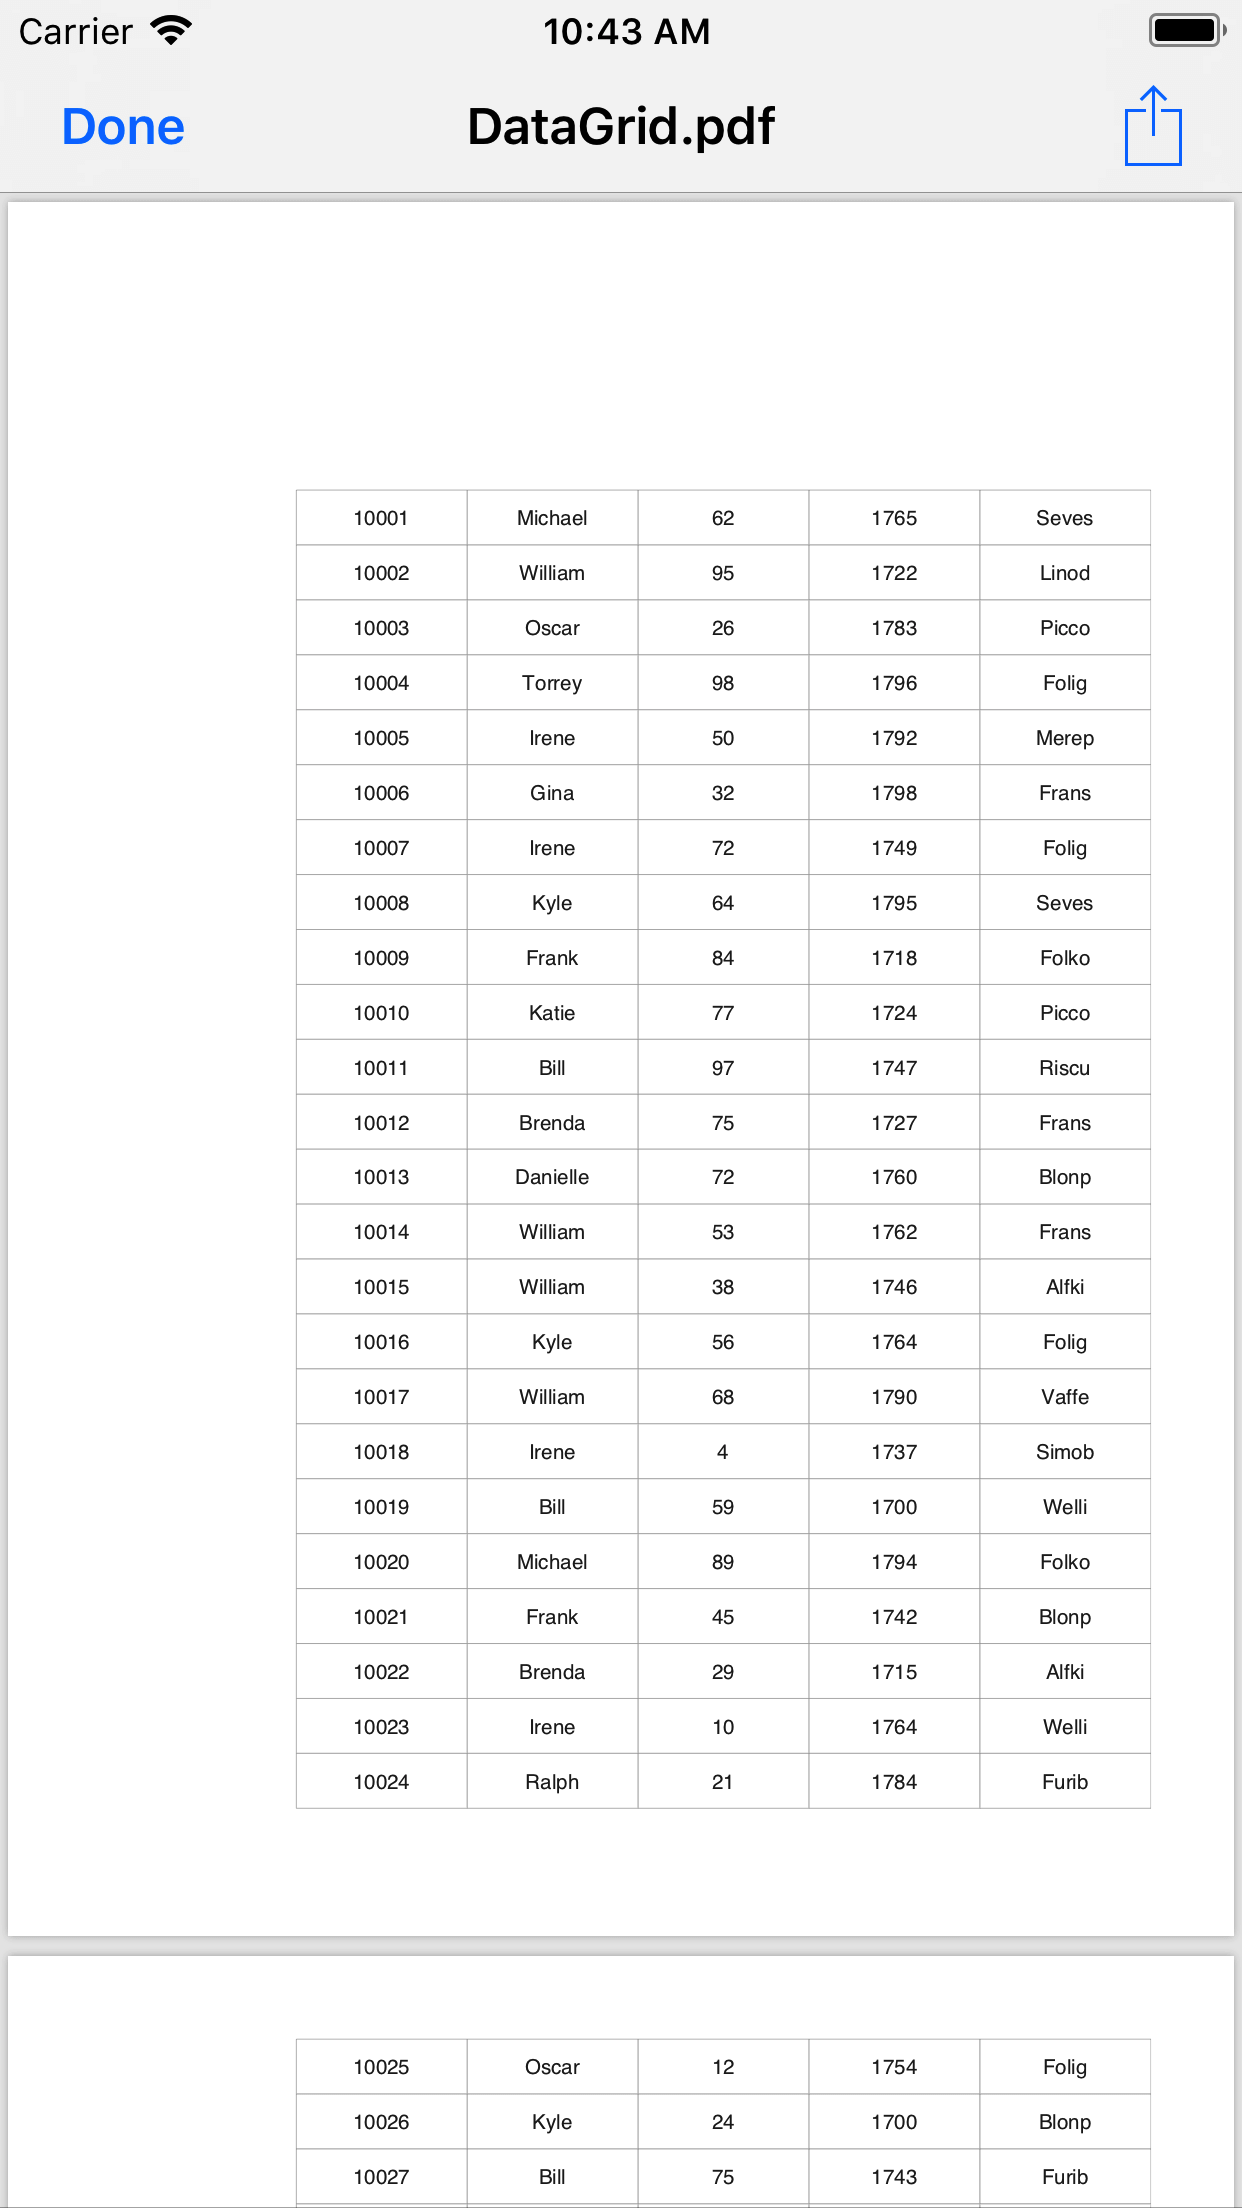 Carrier 10:43 AM
Done DataGrid.pdf
10001 Michael 62 1765 Seves
10002 William 95 1722 Linod
10003 Oscar 26 1783 Picco
10004 Torrey 98 1796 Folig
10005 Irene 50 1792 Merep
10006 Gina 32 1798 Frans
10007 Irene 72 1749 Folig
10008 Kyle 64 1795 Seves
10009 Frank 84 1718 Folko
10010 Katie 77 1724 Picco
10011 Bill 97 1747 Riscu
10012 Brenda 75 1727 Frans
10013 Danielle 72 1760 Blonp
10014 William 53 1762 Frans
10015 William 38 1746 Alfki
10016 Kyle 56 1764 Folig
10017 William 68 1790 Vaffe
10018 Irene 4 1737 Simob
10019 Bill 59 1700 Welli
10020 Michael 89 1794 Folko
10021 Frank 45 1742 Blonp
10022 Brenda 29 1715 Alfki
10023 Irene 10 1764 Welli
10024 Ralph 21 1784 Furib
10025 Oscar 12 1754 Folig
10026 Kyle 24 1700 Blonp
10027 Bill 75 1743 Furib